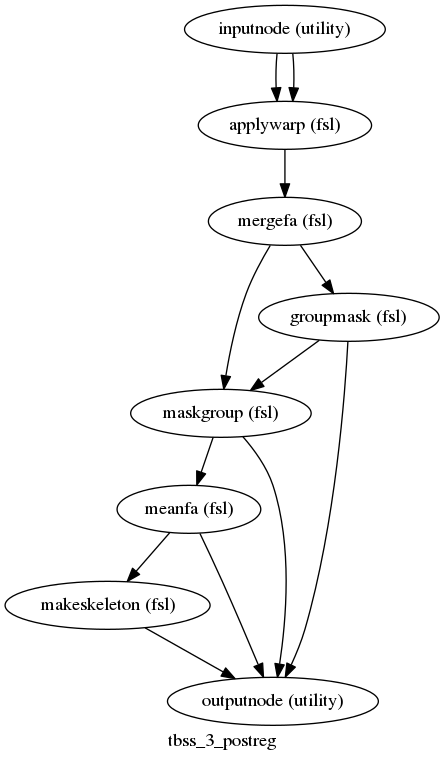 inputnode (utility)
applywarp (fsl)
mergefa (fsl)
groupmask (fsl)
maskgroup (fsl)
meanfa (fsl)
makeskeleton (fsl)
outputnode (utility)
tbss_3_postreg